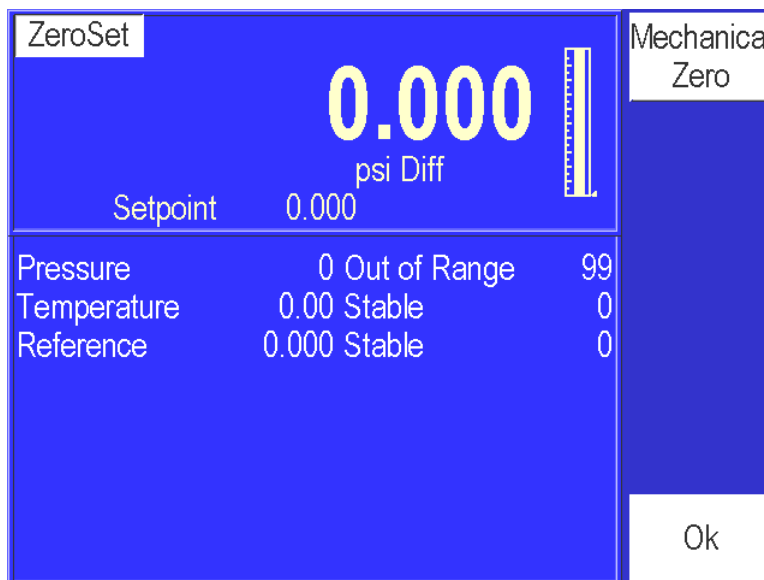 ZeroSet
0.000
psi Diff
Setpoint 0.000
Mechanica
Zero
Pressure 0 Out of Range 99
Temperature 0.00 Stable 0
Reference 0.000 Stable 0
Ok